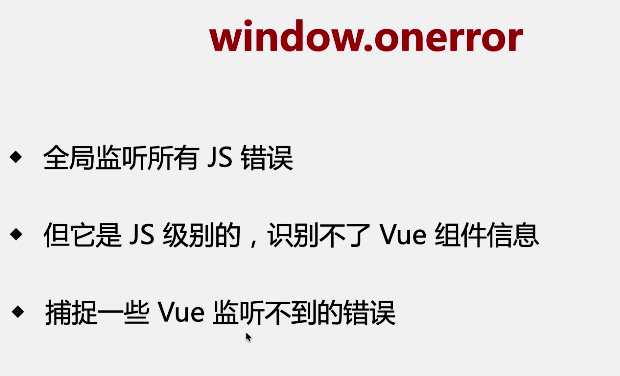 window.onerror
◆ 全局监听所有 JS 错误
◆ 但它是 JS 级别的，识别不了 Vue 组件信息
◆ 捕捉一些 Vue 监听不到的错误